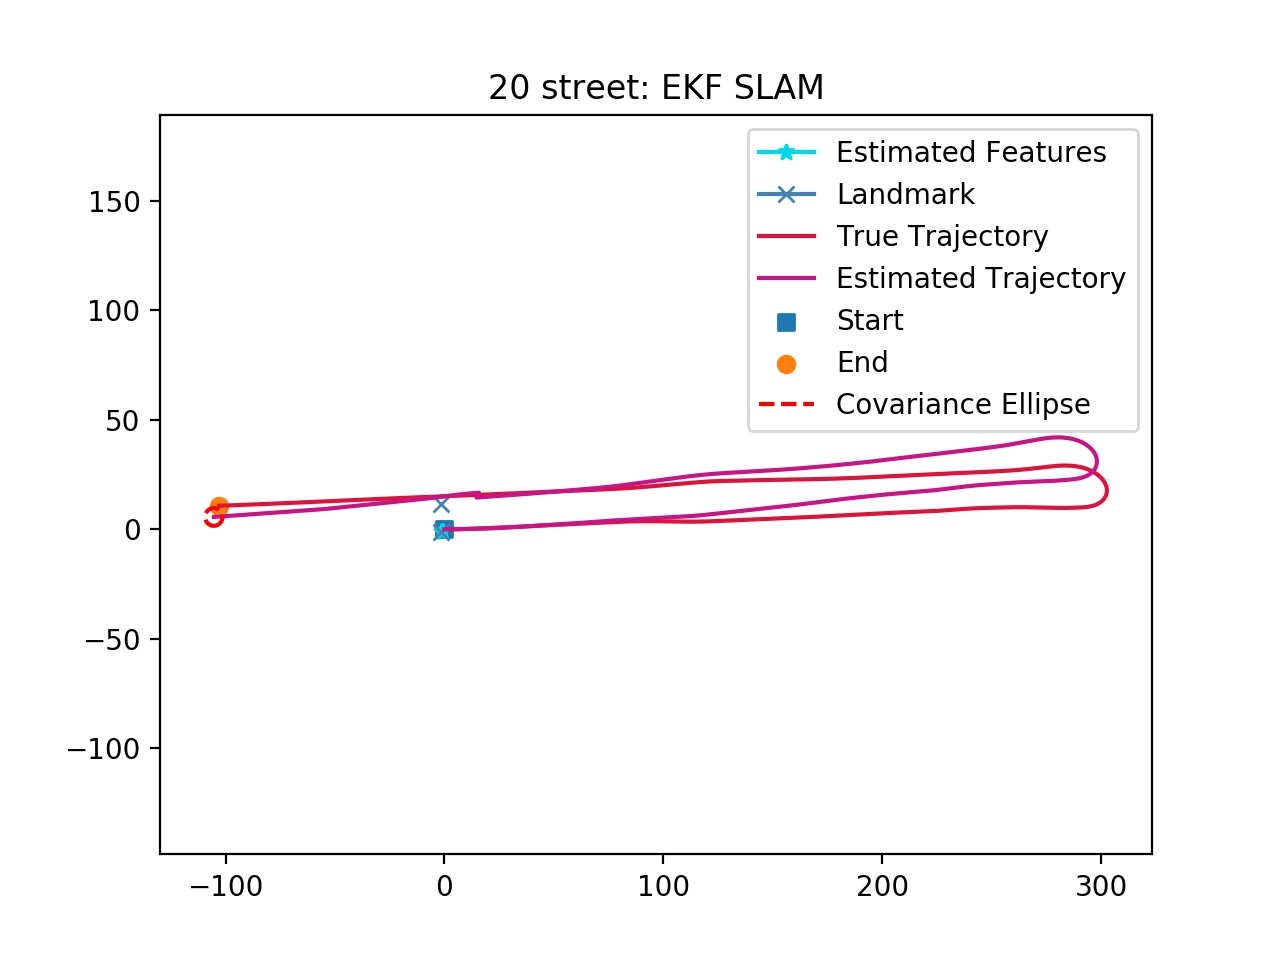 20 street: EKF SLAM
Estimated Features
Landmark
True Trajectory
Estimated Trajectory
Start
End
Covariance Ellipse
150
100
50
0
−50
−100
−100 0 100 200 300